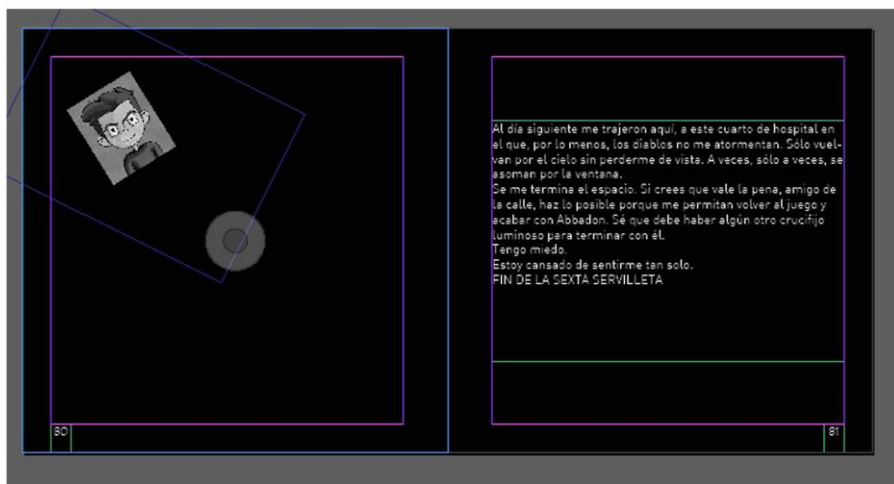 Al día siguiente me trajeron aquí, a este cuarto de hospital en
el que, por lo menos, los diablos no me atormentan. Sólo vuel-
van por el cielo sin perderme de vista. A veces, sólo a veces, se
asoman por la ventana.
Se me termina el espacio. Si crees que vale la pena, amigo de
la calle, haz lo posible porque me permitan volver al juego y
acabar con Abbadon. Sé que debe haber algún otro crucifijo
luminoso para terminar con él.
Tengo miedo.
Estoy cansado de sentirme tan solo.
FIN DE LA SEXTA SERVILLETA
80
81